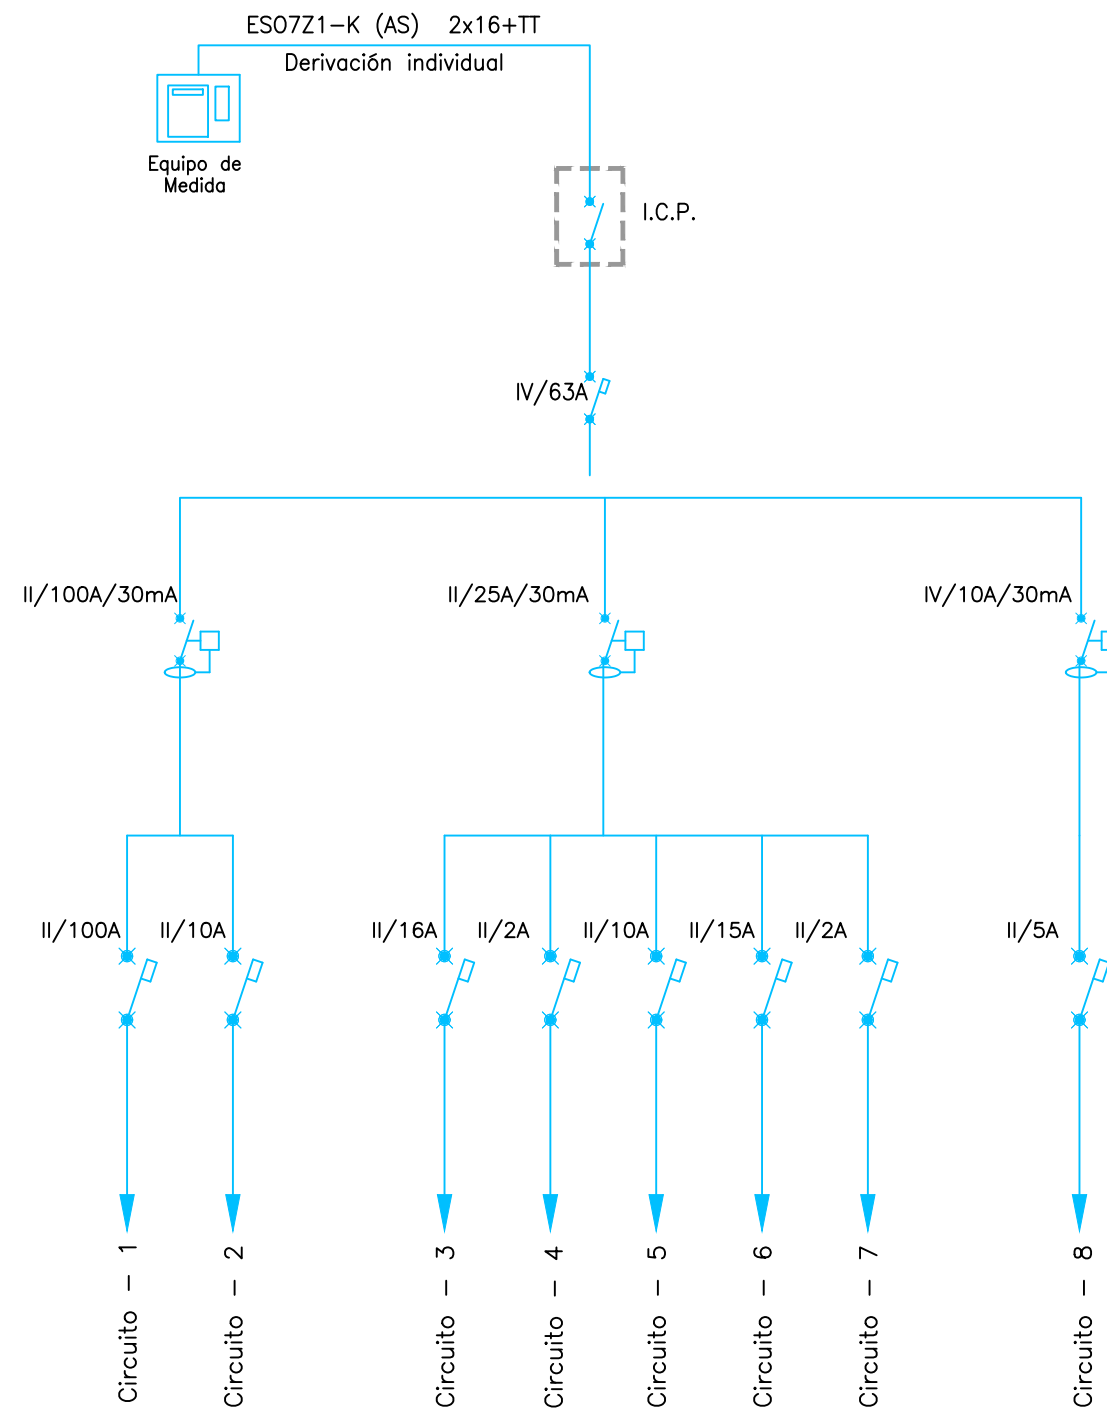 ES07Z1-K (AS) 2x16+TT
Derivación individual
Equipo de
Medida
I.C.P.
IV/63A
II/100A/30mA
II/25A/30mA
IV/10A/30mA
II/100A
II/10A
II/16A
II/2A
II/10A
II/15A
II/2A
II/5A
Circuito - 1
Circuito - 2
Circuito - 3
Circuito - 4
Circuito - 5
Circuito - 6
Circuito - 7
Circuito - 8